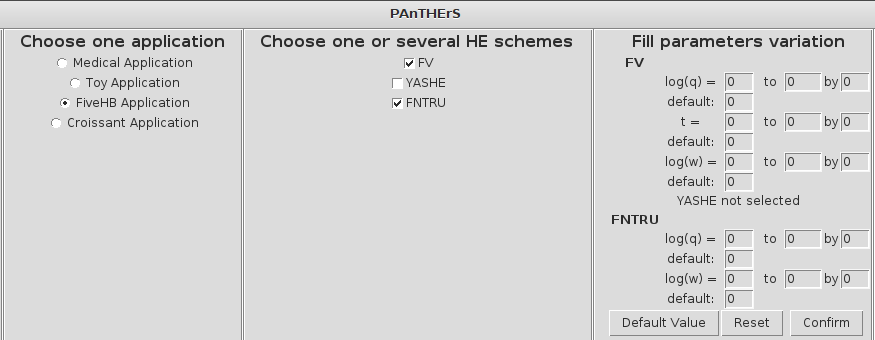 PAnTHErS
Choose one application
Medical Application
Toy Application
FiveHB Application
Croissant Application
Choose one or several HE schemes
FV
YASHE
FNTRU
Fill parameters variation
FV
log(q) = 0 to 0 by 0
default: 0
t = 0 to 0 by 0
default: 0
log(w) = 0 to 0 by 0
default: 0
YASHE not selected
FNTRU
log(q) = 0 to 0 by 0
default: 0
log(w) = 0 to 0 by 0
default: 0
Default Value Reset Confirm